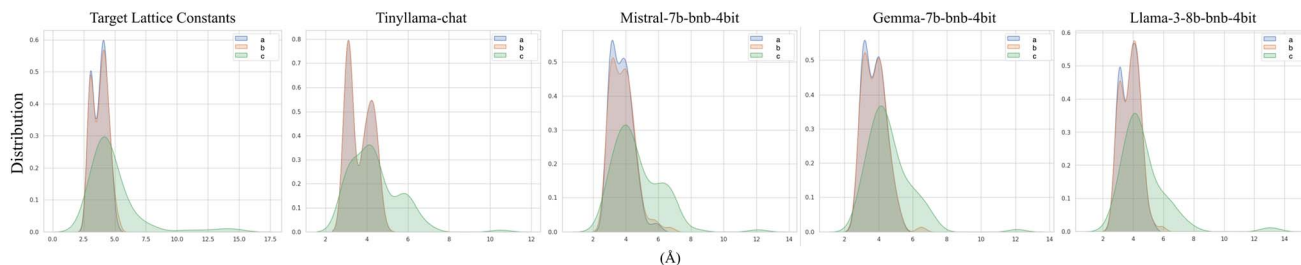 Target Lattice Constants
Tinyllama-chat
Mistral-7b-bnb-4bit
Gemma-7b-bnb-4bit
Llama-3-8b-bnb-4bit
Distribution
0.6
0.5
0.4
0.3
0.2
0.1
0.0
0.0 2.5 5.0 7.5 10.0 12.5 15.0 17.5
a
b
c
0.8
0.7
0.6
0.5
0.4
0.3
0.2
0.1
0.0
2 4 6 8 10 12
a
b
c
0.5
0.4
0.3
0.2
0.1
0.0
2 4 6 8 10 12 14
a
b
c
0.5
0.4
0.3
0.2
0.1
0.0
2 4 6 8 10 12 14
a
b
c
0.6
0.5
0.4
0.3
0.2
0.1
0.0
2 4 6 8 10 12 14
a
b
c
(Å)